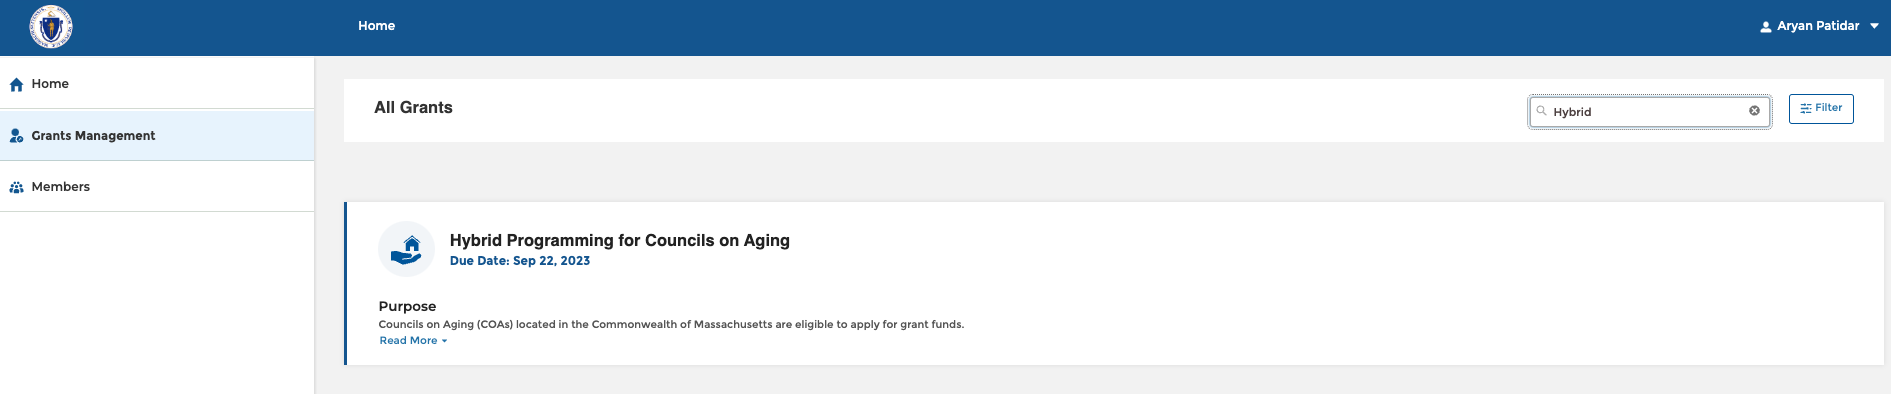 Home
Aryan Patidar
Home
Grants Management
Members
All Grants
Hybrid
Filter
Hybrid Programming for Councils on Aging
Due Date: Sep 22, 2023
Purpose
Councils on Aging (COAs) located in the Commonwealth of Massachusetts are eligible to apply for grant funds.
Read More